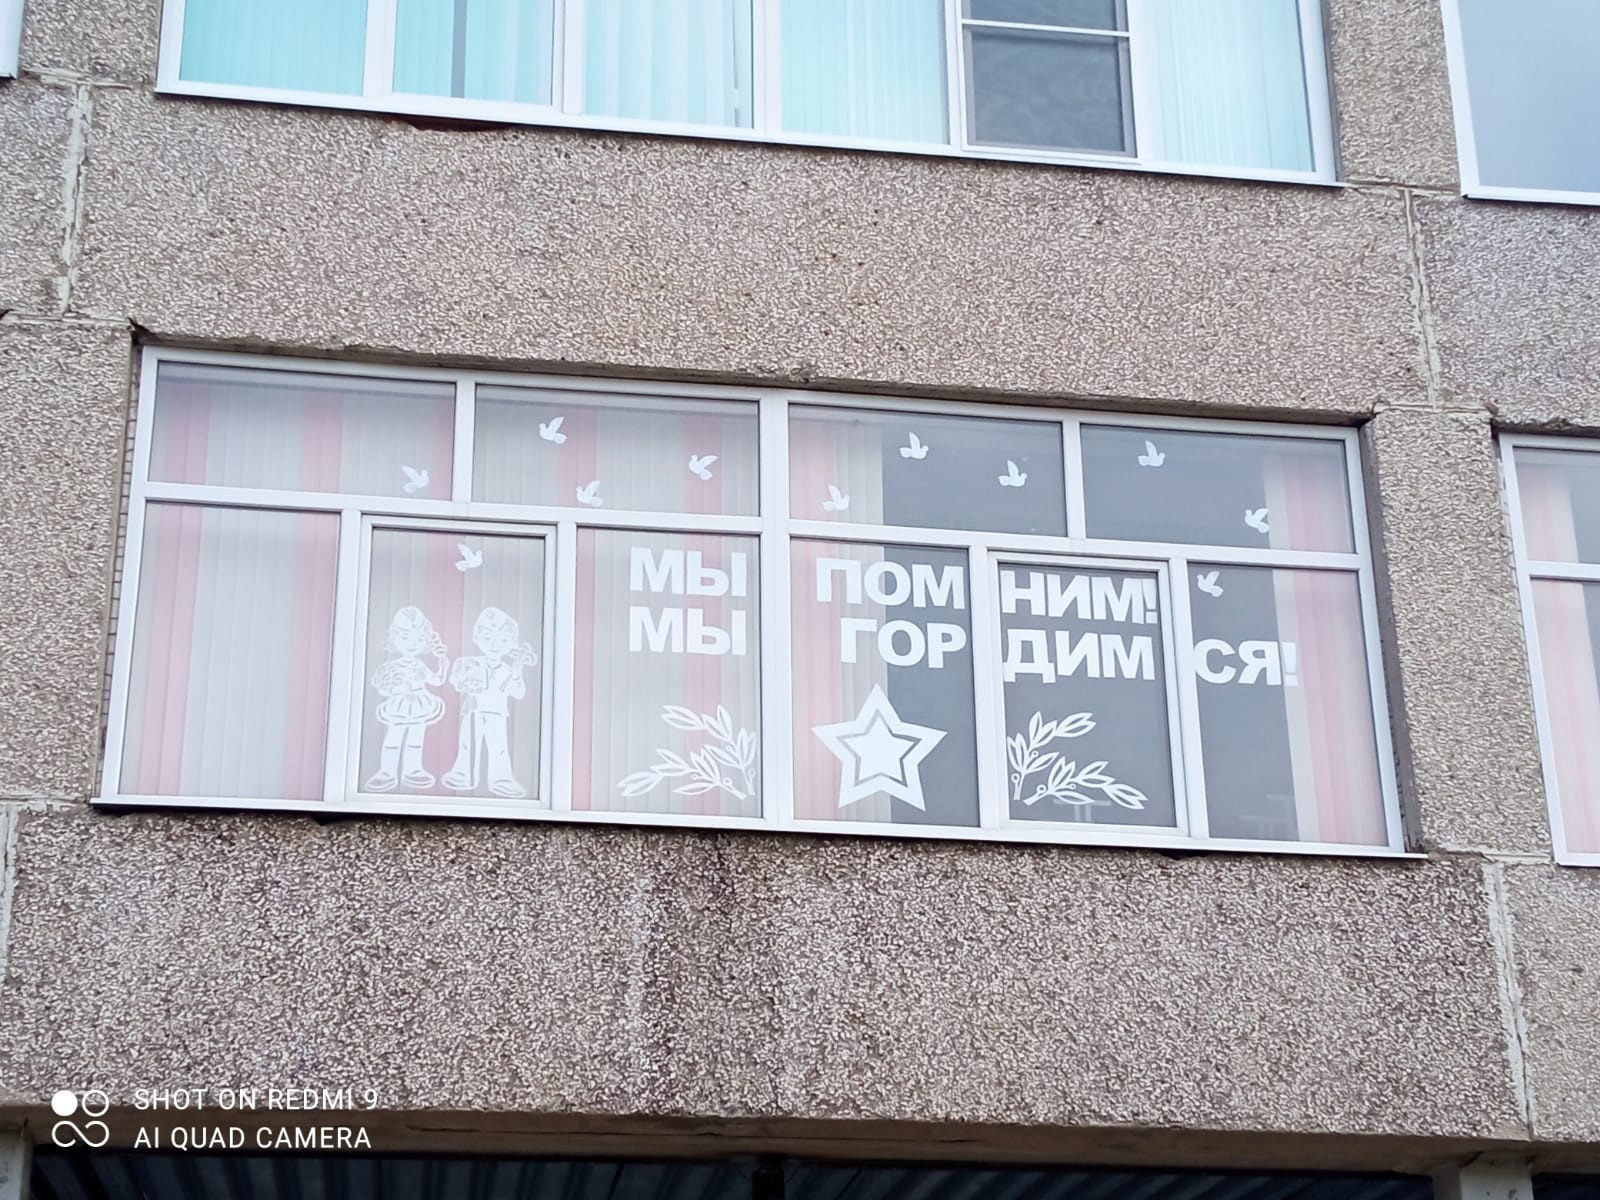 МЫ ПОМНИМ!
МЫ ГОРДИМСЯ!
SHOT ON REDMI 9
AI QUAD CAMERA